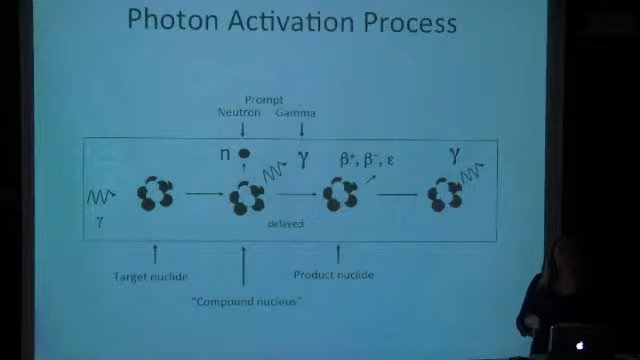 Photon Activation Process
Prompt
Neutron Gamma
n γ β⁺, β⁻, ε γ
γ
delayed
Target nuclide Product nuclide
"Compound nucleus"